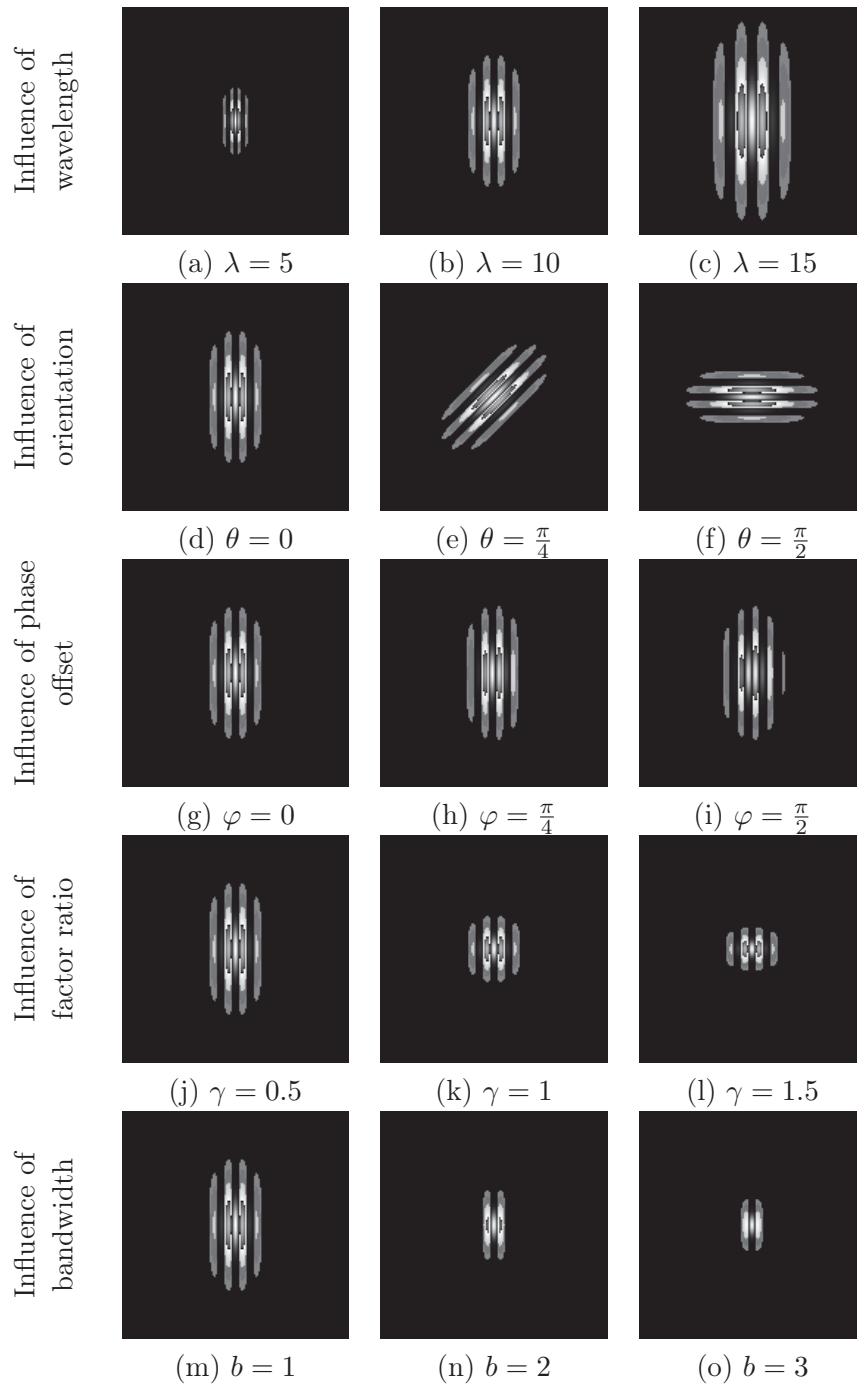 Influence of
wavelength
(a) λ = 5
(b) λ = 10
(c) λ = 15
Influence of
orientation
(d) θ = 0
(e) θ = π/4
(f) θ = π/2
Influence of phase
offset
(g) φ = 0
(h) φ = π/4
(i) φ = π/2
Influence of
factor ratio
(j) γ = 0.5
(k) γ = 1
(l) γ = 1.5
Influence of
bandwidth
(m) b = 1
(n) b = 2
(o) b = 3